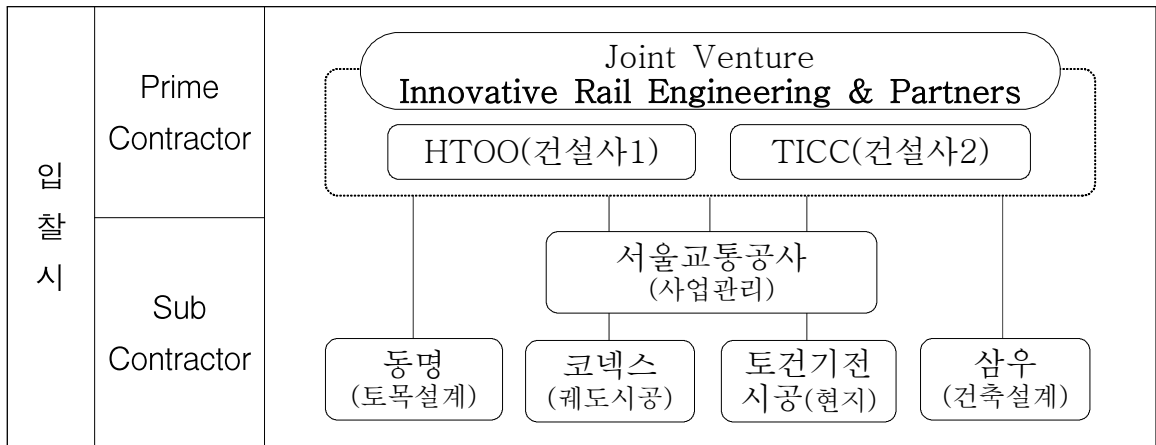 입
찰
시
Prime
Contractor
Joint Venture
Innovative Rail Engineering & Partners
HTOO(건설사1)
TICC(건설사2)
Sub
Contractor
서울교통공사
(사업관리)
동명
(토목설계)
코넥스
(궤도시공)
토건기전
시공(현지)
삼우
(건축설계)